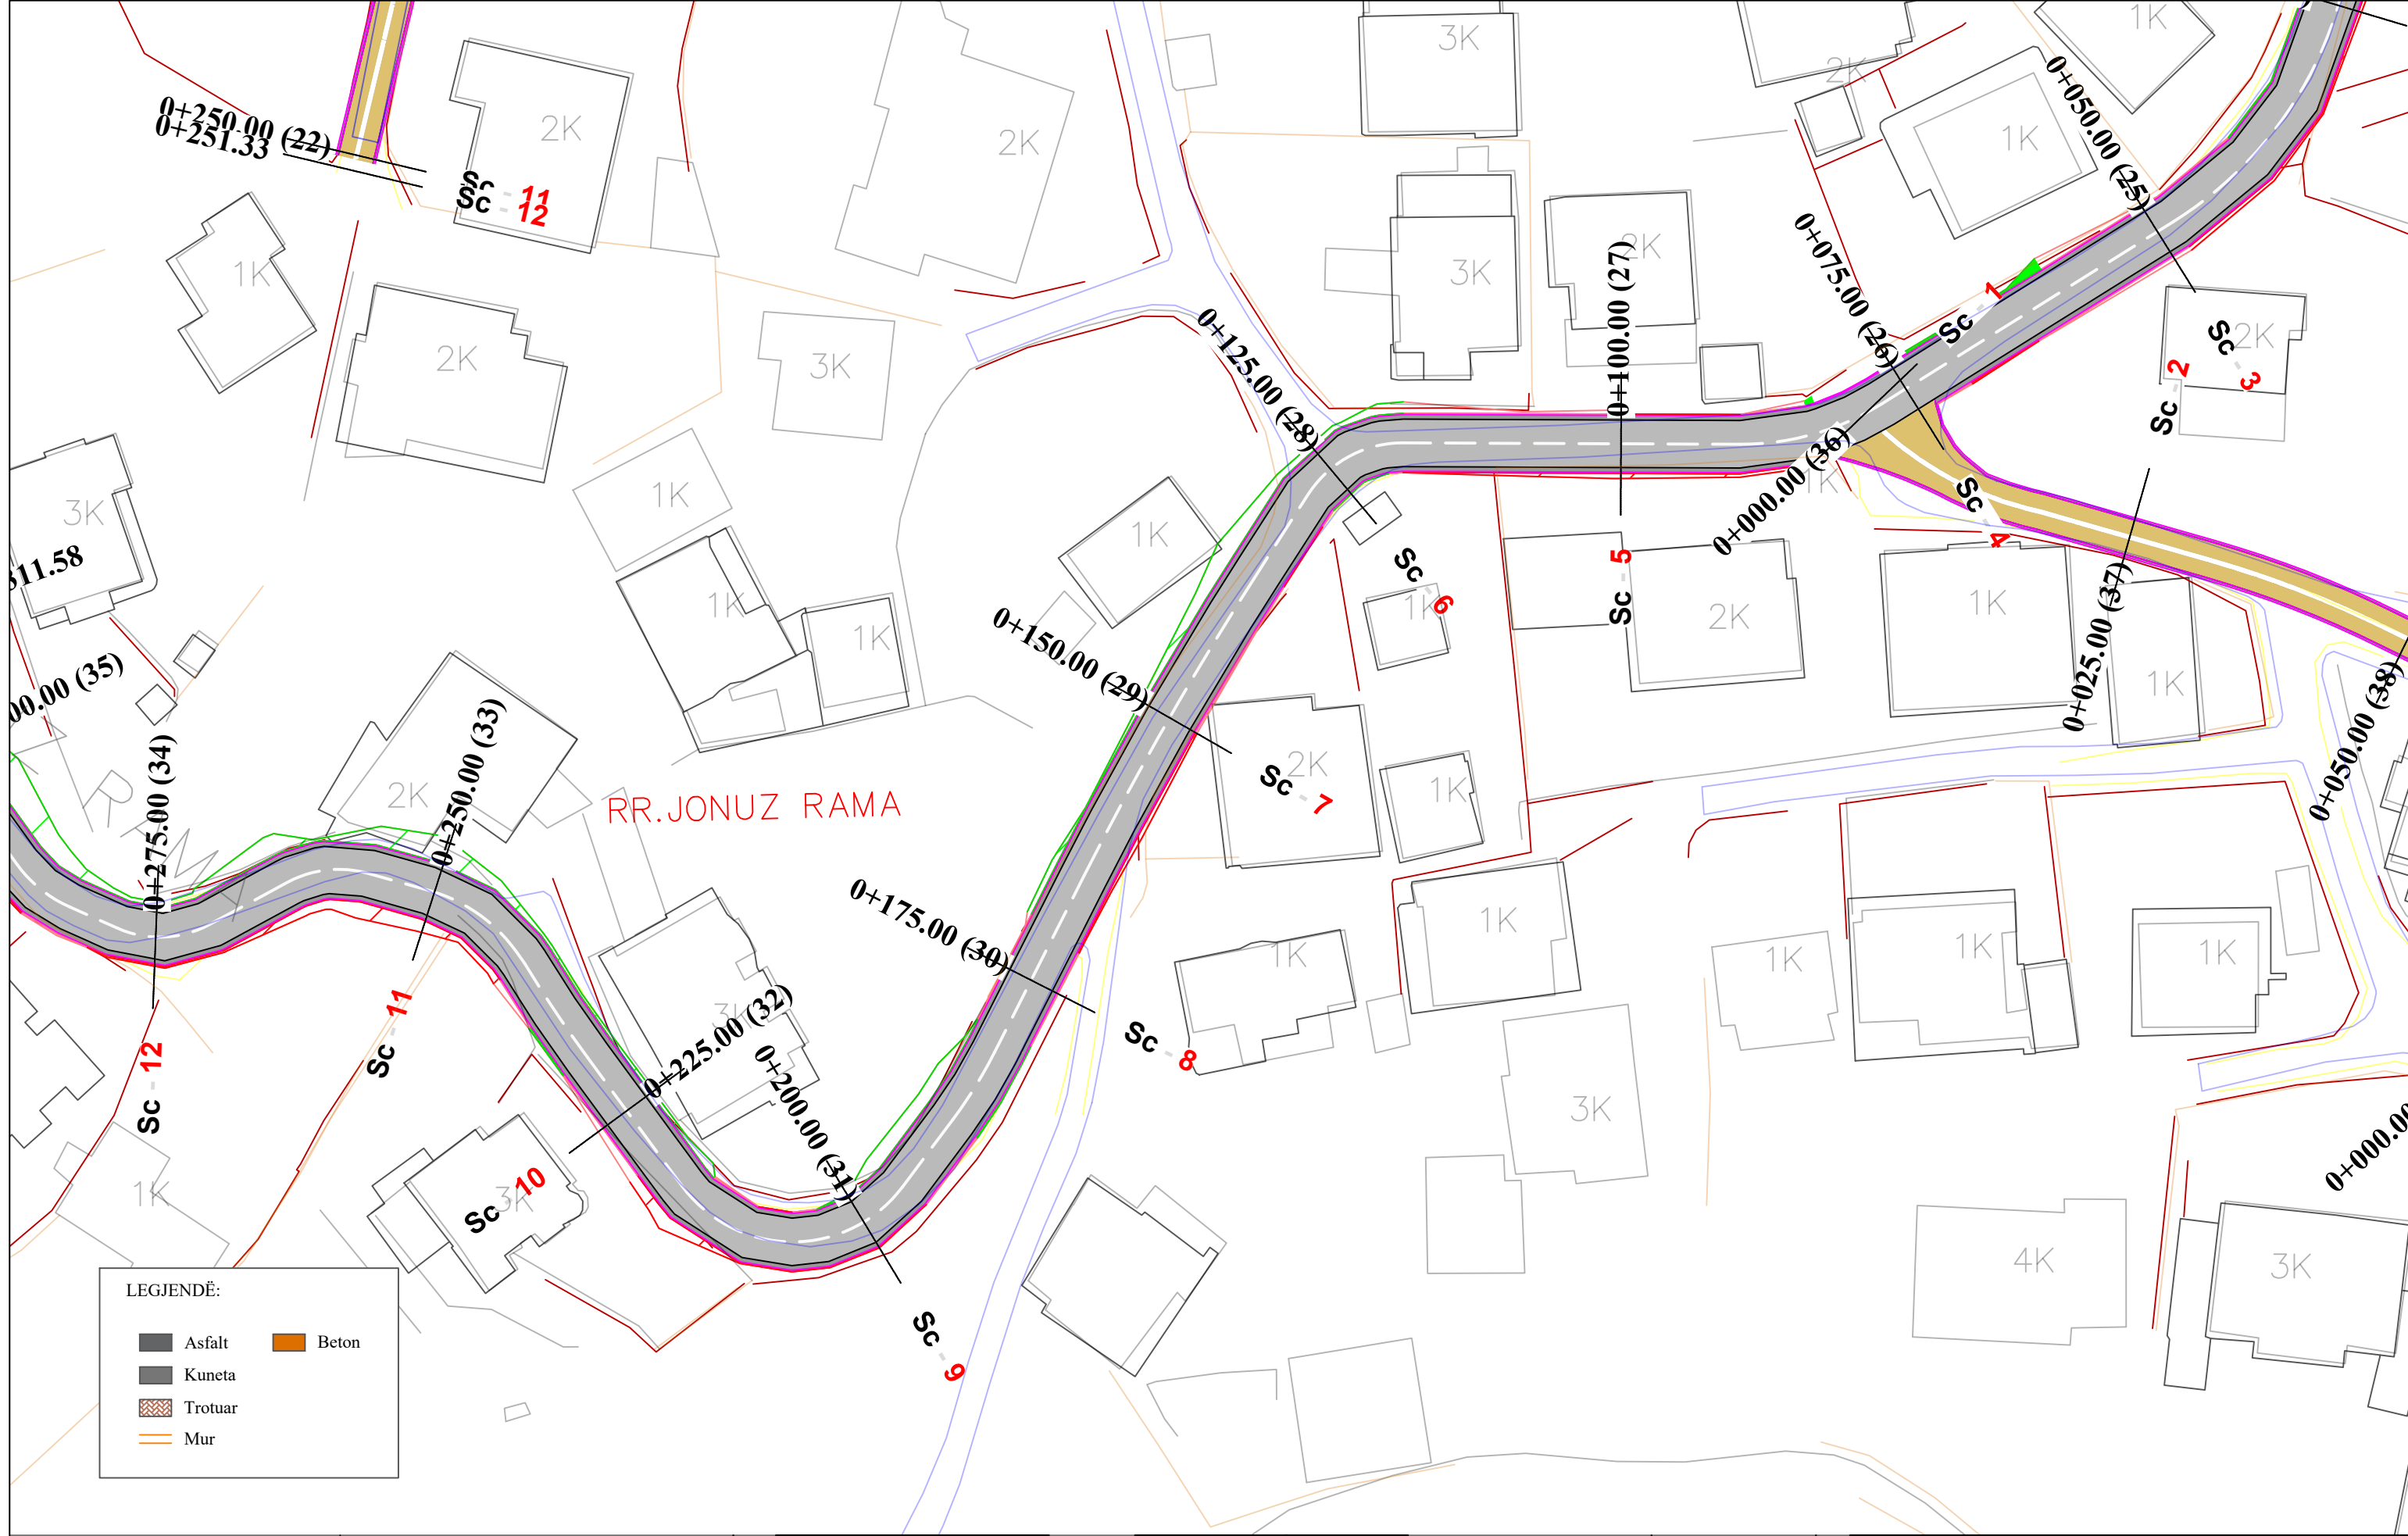 0+250.00 (22)
0+251.33
Sc - 11
Sc - 12
2K
2K
3K
2K
1K
1K
0+050.00 (25)
0+075.00 (26)
0+100.00 (27)
0+125.00 (28)
1K
2K
3K
3K
2K
Sc - 1
Sc - 2
Sc - 3
2K
3K
1K
1K
1K
1K
Sc - 4
Sc - 5
Sc - 6
0+000.00 (36)
1K
1K
2K
1K
1K
0+025.00 (37)
0+050.00 (38)
311.58
00.00 (35)
0+150.00 (29)
0+275.00 (34)
0+250.00 (33)
2K
RR.JONUZ RAMA
2K
Sc - 7
1K
0+175.00 (30)
1K
1K
1K
1K
1K
Sc - 8
3K
0+225.00 (32)
0+200.00 (31)
Sc - 11
Sc - 12
3K
1K
3K
Sc - 10
0+000.00
4K
3K
Sc - 9
LEGJENDË:
Asfalt
Beton
Kuneta
Trotuar
Mur